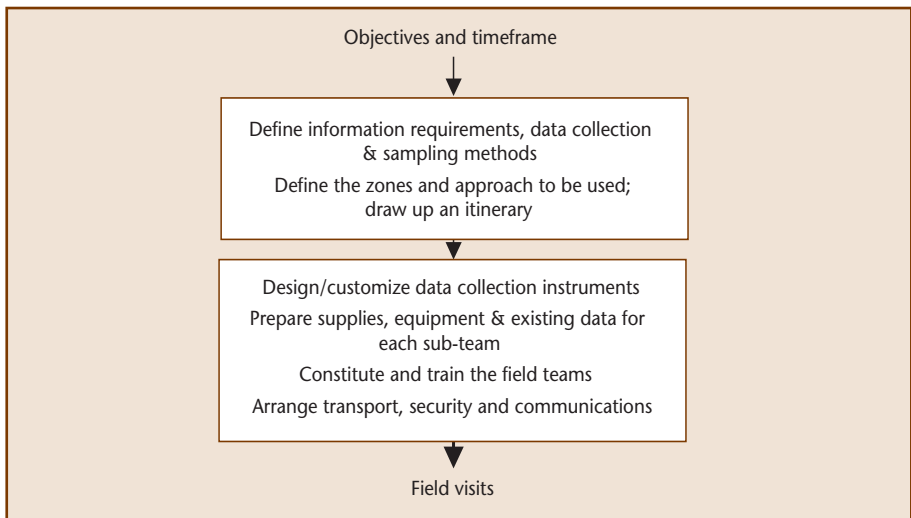 Objectives and timeframe
Define information requirements, data collection
& sampling methods
Define the zones and approach to be used;
draw up an itinerary
Design/customize data collection instruments
Prepare supplies, equipment & existing data for
each sub-team
Constitute and train the field teams
Arrange transport, security and communications
Field visits